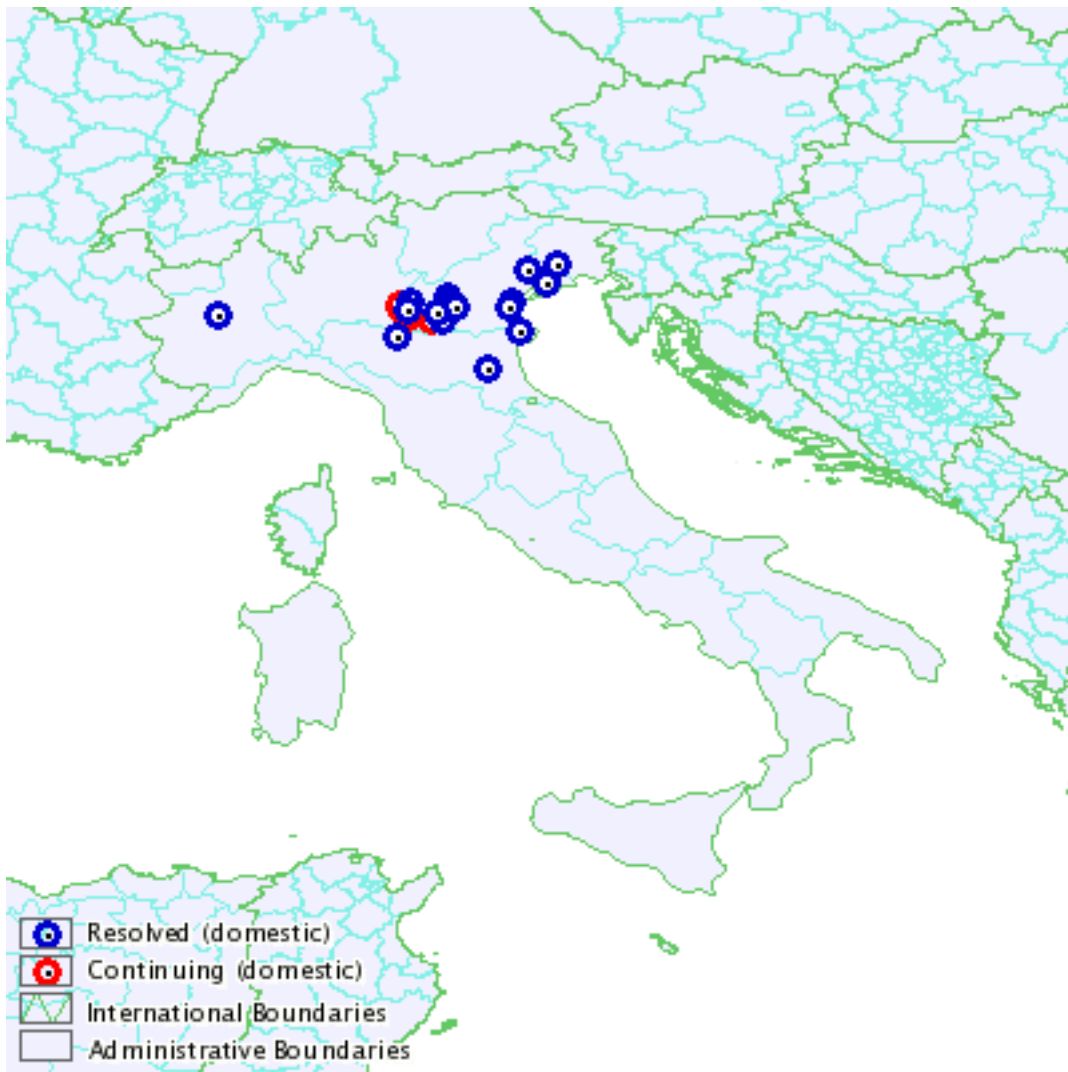 Resolved (domestic)
Continuing (domestic)
International Boundaries
Administrative Boundaries